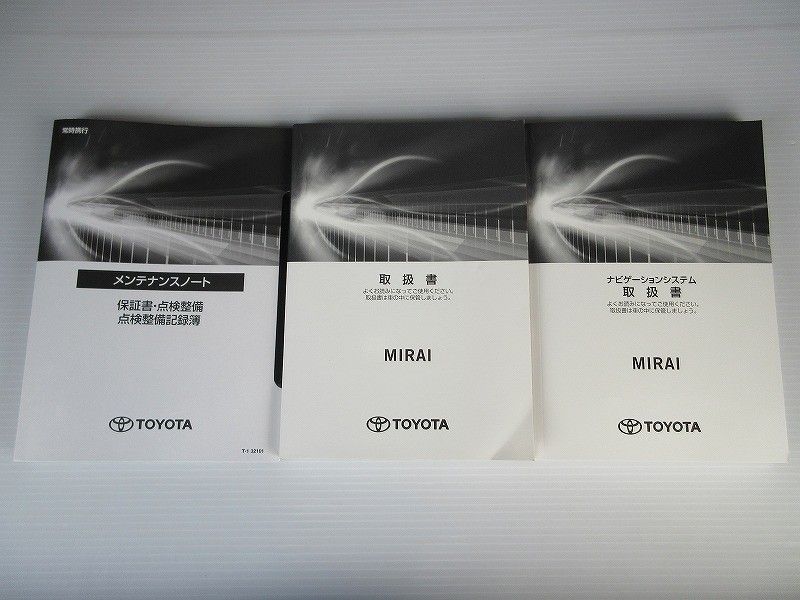 常時携行
メンテナンスノート
保証書・点検整備
点検整備記録簿
TOYOTA
取扱書
よくお読みになってご使用ください。
取扱書は車の中に保管しましょう。
MIRAI
TOYOTA
ナビゲーションシステム
取扱書
よくお読みになってご使用ください。
取扱書は車の中に保管しましょう。
MIRAI
TOYOTA